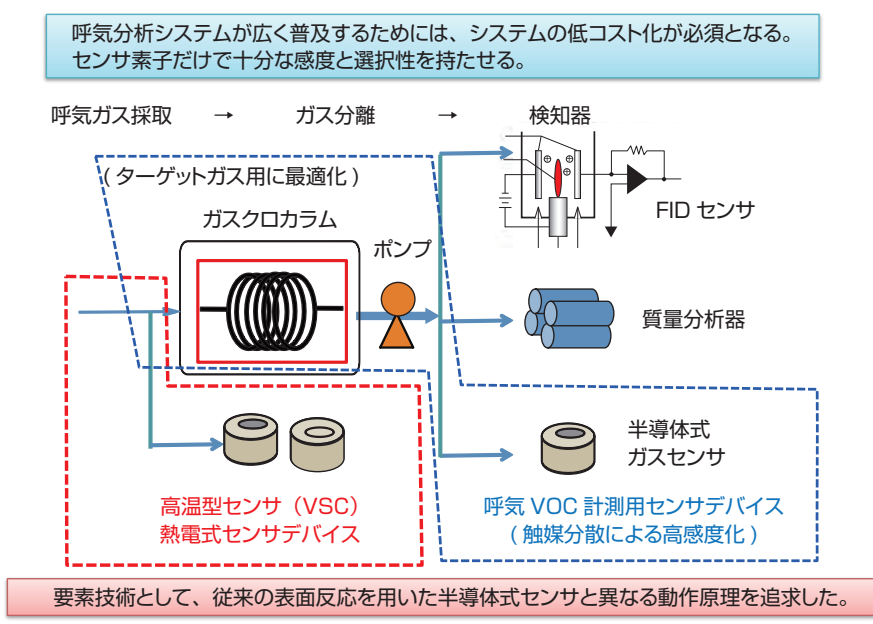 呼気分析システムが広く普及するためには、システムの低コスト化が必須となる。
センサ素子だけで十分な感度と選択性を持たせる。
呼気ガス採取 → ガス分離 → 検知器
( ターゲットガス用に最適化 )
ガスクロカラム
ポンプ
FID センサ
質量分析器
半導体式
ガスセンサ
高温型センサ（VSC）
熱電式センサデバイス
呼気 VOC 計測用センサデバイス
( 触媒分散による高感度化 )
要素技術として、従来の表面反応を用いた半導体式センサと異なる動作原理を追求した。